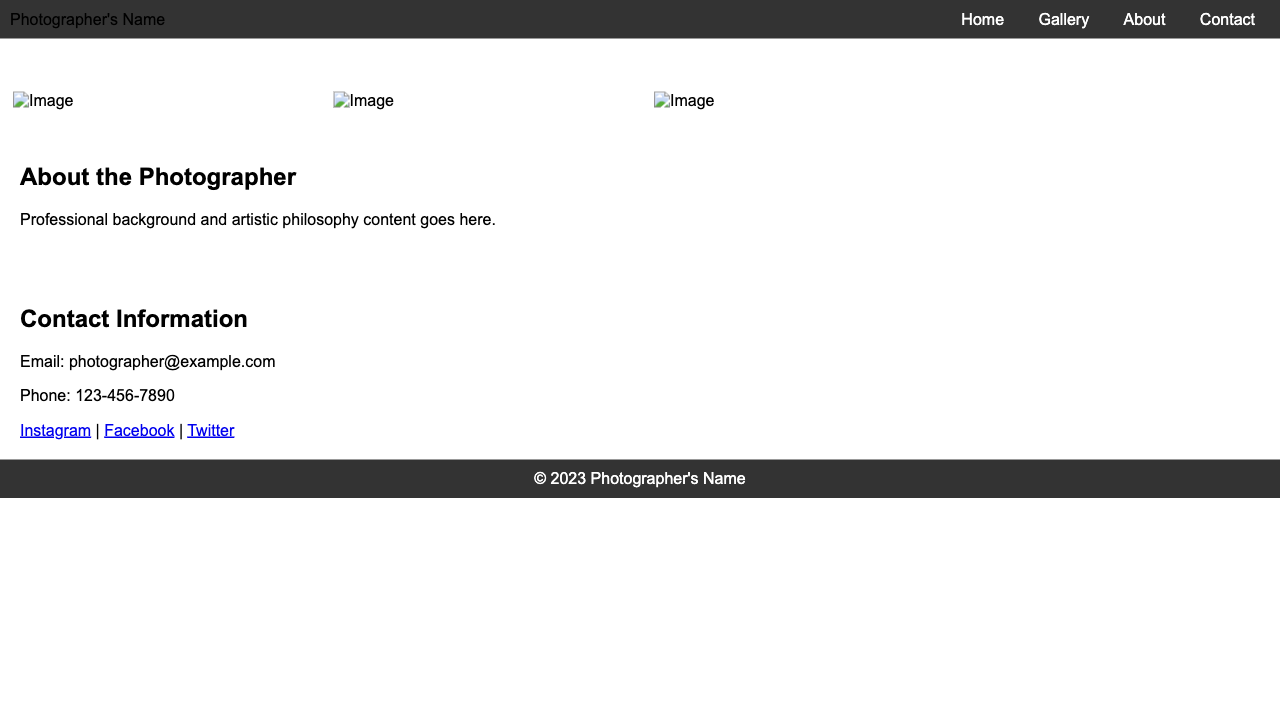 Photographer's Name Home Gallery About Contact
Image Image Image
About the Photographer
Professional background and artistic philosophy content goes here.
Contact Information
Email: photographer@example.com
Phone: 123-456-7890
Instagram | Facebook | Twitter
© 2023 Photographer's Name